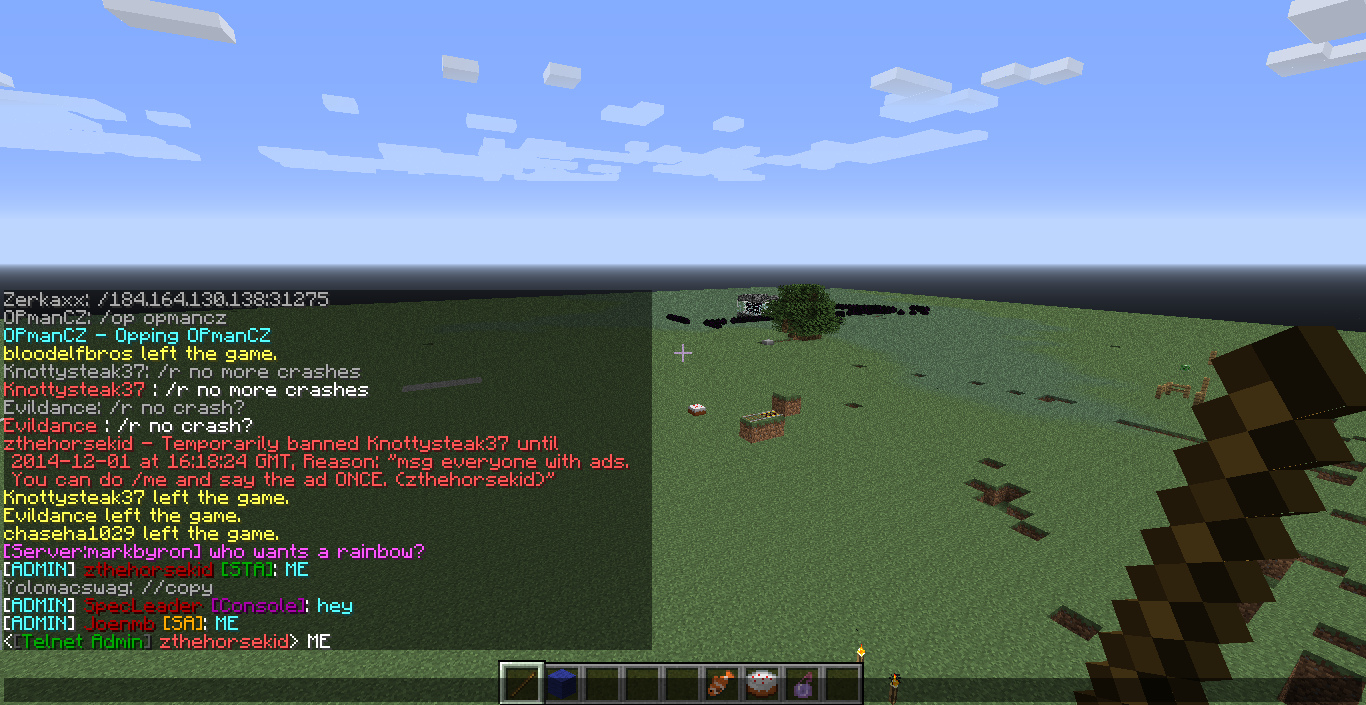 Zerkaxx: /184.164.130.138:31275
OPmanCZ: /op opmancz
OPmanCZ - Opping OPmanCZ
bloodelfbros left the game.
Knottysteak37: /r no more crashes
Knottysteak37 : /r no more crashes
Evildance: /r no crash?
Evildance : /r no crash?
zthehorsekid - Temporarily banned Knottysteak37 until
2014-12-01 at 16:18:24 GMT, Reason: "msg everyone with ads.
You can do /me and say the ad ONCE. (zthehorsekid)"
Knottysteak37 left the game.
Evildance left the game.
chaseha1029 left the game.
[Server:markbyron] who wants a rainbow?
[ADMIN] zthehorsekid [STA]: ME
Yolomacswag: //copy
[ADMIN] SpecLeader [Console]: hey
[ADMIN] Joenmb [SA]: ME
<[Telnet Admin] zthehorsekid> ME